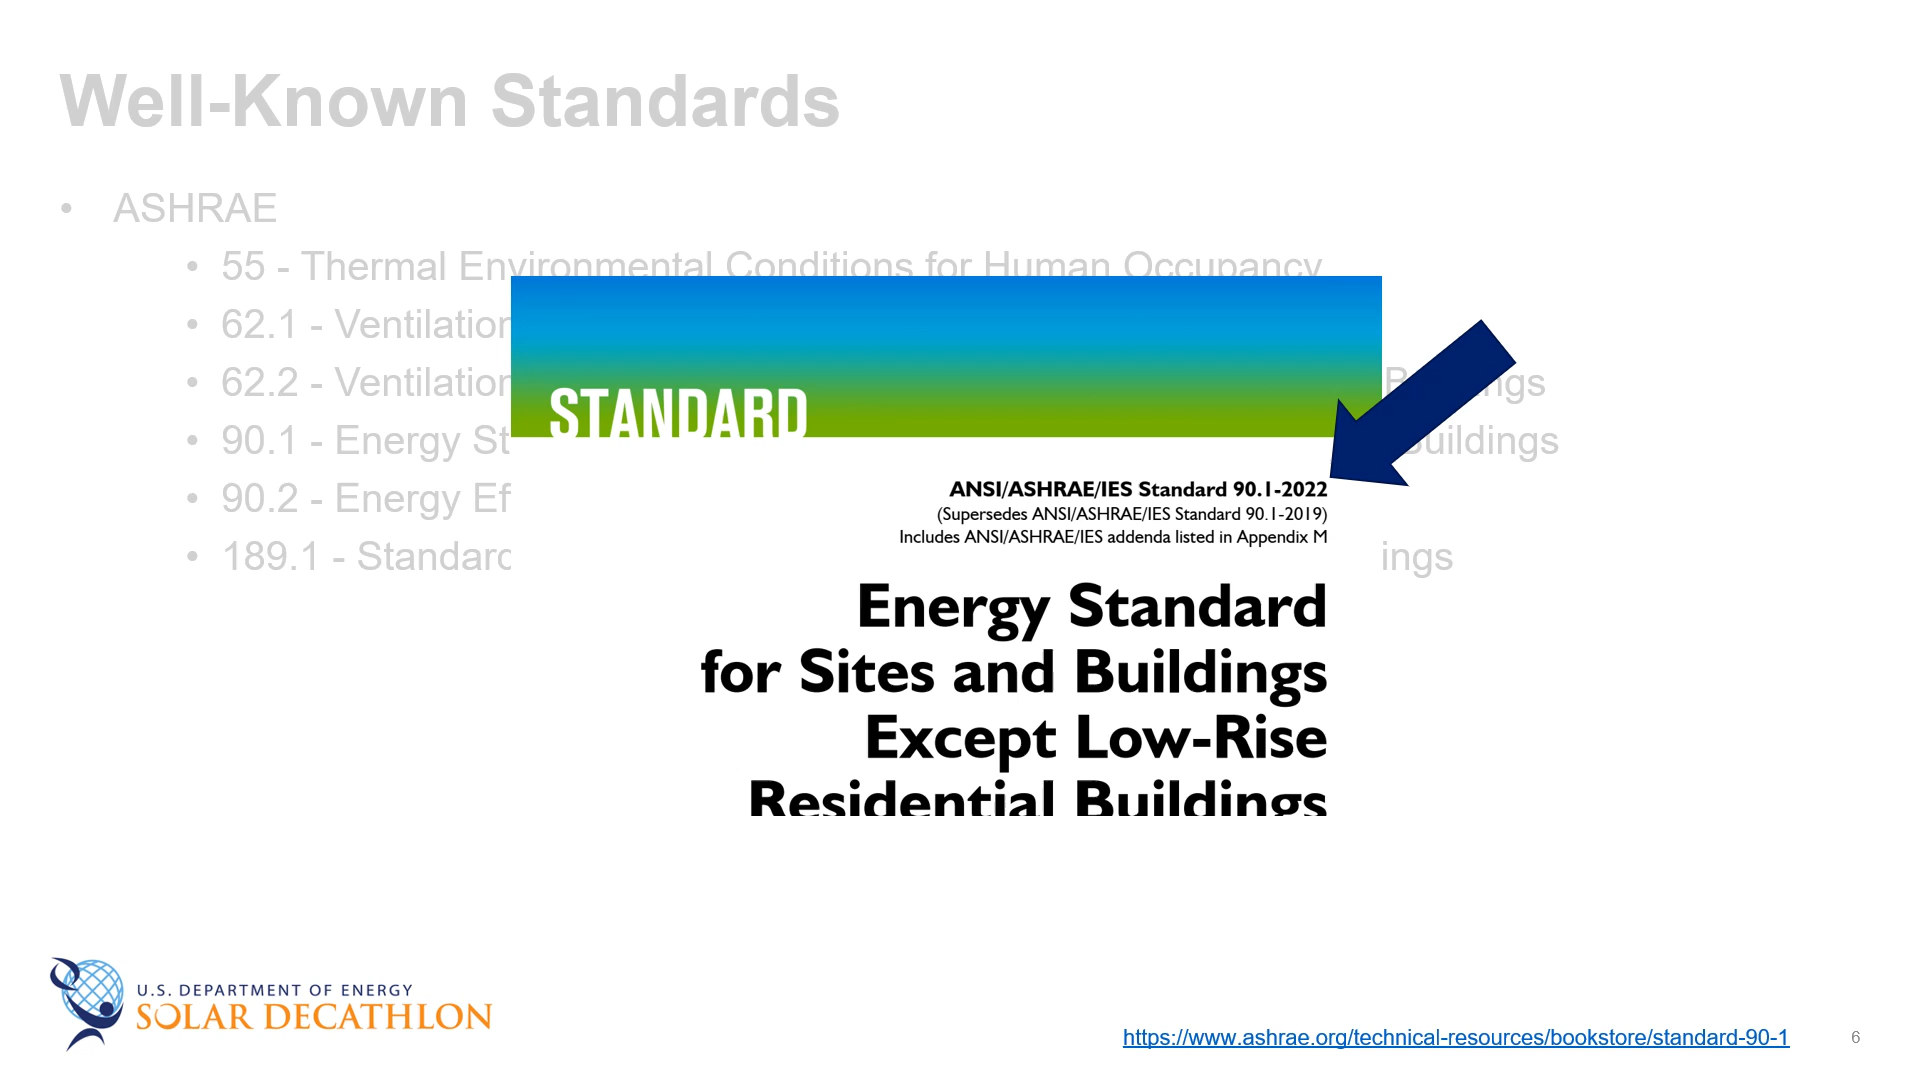 Well-Known Standards
• ASHRAE
• 55 - Thermal Environmental Conditions for Human Occupancy
• 62.1 - Ventilation
• 62.2 - Ventilation
• 90.1 - Energy St Buildings
• 90.2 - Energy Ef
• 189.1 - Standard ings
STANDARD
ANSI/ASHRAE/IES Standard 90.1-2022
(Supersedes ANSI/ASHRAE/IES Standard 90.1-2019)
Includes ANSI/ASHRAE/IES addenda listed in Appendix M
Energy Standard
for Sites and Buildings
Except Low-Rise
Residential Buildings
U.S. DEPARTMENT OF ENERGY
SOLAR DECATHLON
https://www.ashrae.org/technical-resources/bookstore/standard-90-1
6